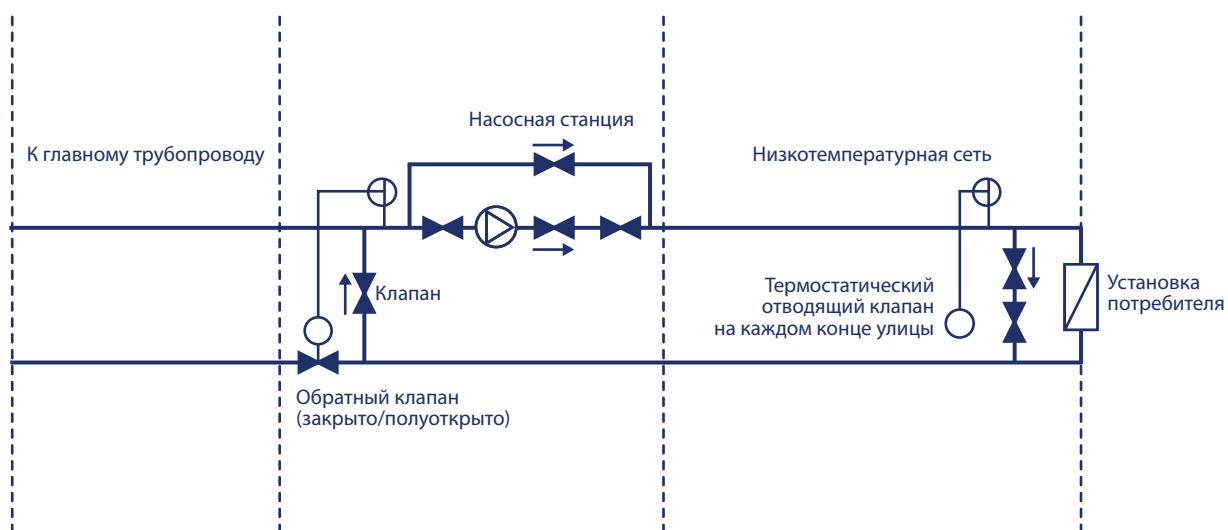 Насосная станция
К главному трубопроводу
Низкотемпературная сеть
Клапан
Термостатический
отводящий клапан
на каждом конце улицы
Установка
потребителя
Обратный клапан
(закрыто/полуоткрыто)